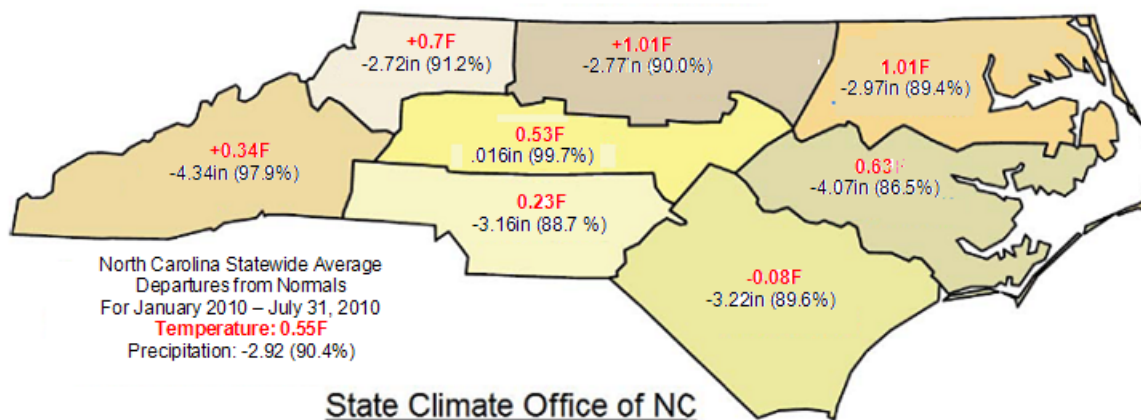 +0.7F
-2.72in (91.2%)
+1.01F
-2.77in (90.0%)
1.01F
-2.97in (89.4%)
+0.34F
-4.34in (97.9%)
0.53F
.016in (99.7%)
0.63F
-4.07in (86.5%)
0.23F
-3.16in (88.7 %)
-0.08F
-3.22in (89.6%)
North Carolina Statewide Average
Departures from Normals
For January 2010 – July 31, 2010
Temperature: 0.55F
Precipitation: -2.92 (90.4%)
State Climate Office of NC